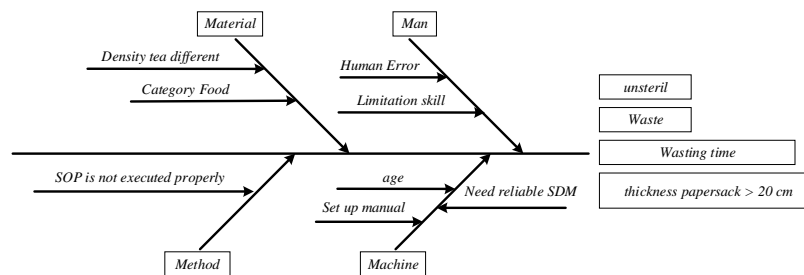 Material
Man
Density tea different
Human Error
Category Food
Limitation skill
unsteril
Waste
Wasting time
SOP is not executed properly
age
Need reliable SDM
thickness papersack > 20 cm
Set up manual
Method
Machine